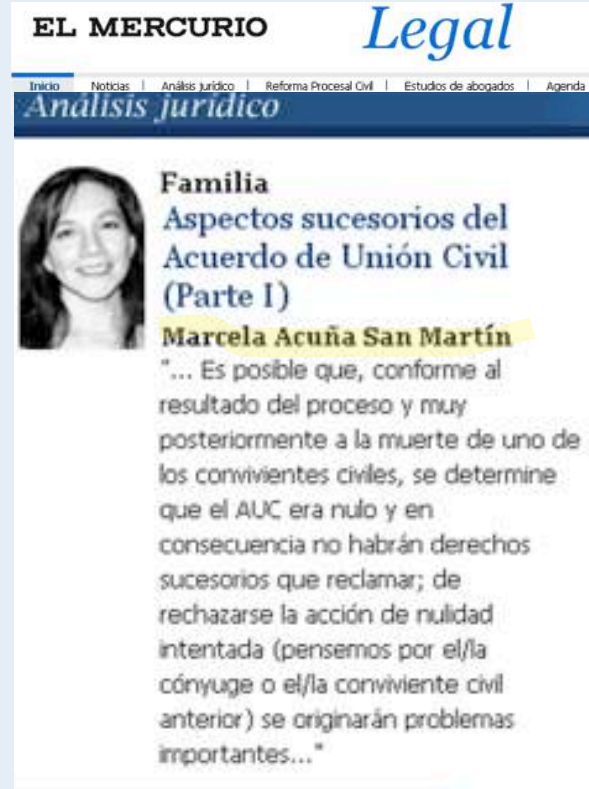 EL MERCURIO Legal
Inicio Noticias | Análisis jurídico | Reforma Procesal Civil | Estudios de abogados | Agenda
Análisis jurídico
Familia
Aspectos sucesorios del
Acuerdo de Unión Civil
(Parte I)
Marcela Acuña San Martín
"... Es posible que, conforme al
resultado del proceso y muy
posteriormente a la muerte de uno de
los convivientes civiles, se determine
que el AUC era nulo y en
consecuencia no habrán derechos
sucesorios que reclamar; de
rechazarse la acción de nulidad
intentada (pensemos por el/la
cónyuge o el/la conviviente civil
anterior) se originarán problemas
importantes..."